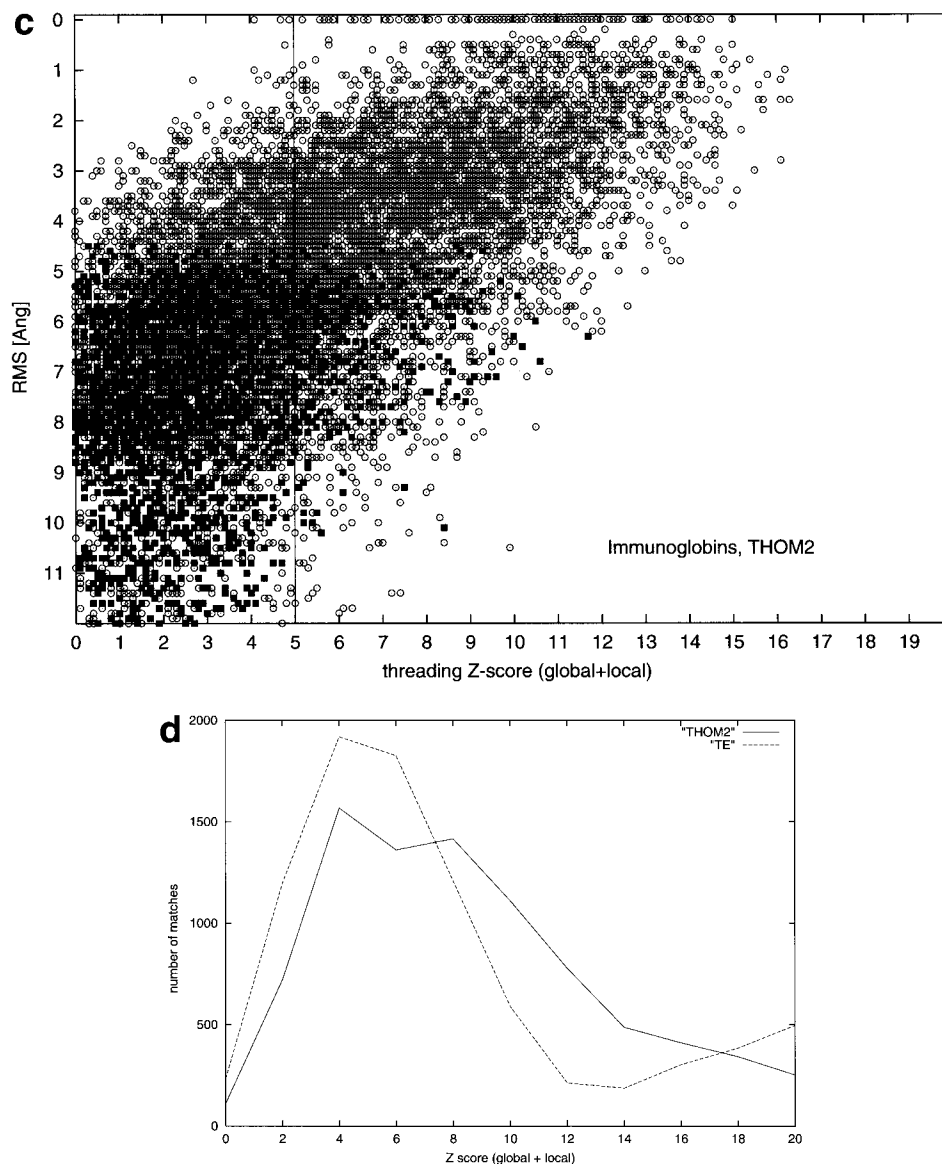 c
0
1
2
3
4
5
6
7
8
9
10
11
RMS [Ang]
Immunoglobins, THOM2
0 1 2 3 4 5 6 7 8 9 10 11 12 13 14 15 16 17 18 19
threading Z-score (global+local)
d
2000
1500
1000
500
0
number of matches
"THOM2"
"TE"
0 2 4 6 8 10 12 14 16 18 20
Z score (global + local)